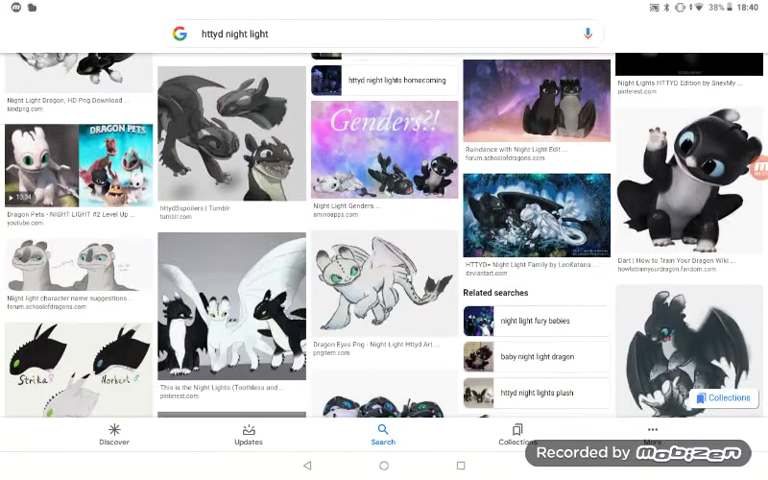 38% 18:40
httyd night light
Night Light Dragon, HD Png Download ...
kindpng.com
DRAGON PETS
10:34
Dragon Pets - NIGHT LIGHT #2 Level Up ...
youtube.com
Night light character name suggestions ...
forum.schoolofdragons.com
Strika
Norbert
httyd3spoilers | Tumblr
tumblr.com
This is the Night Lights (Toothless and ...
pinterest.com
httyd night lights homecoming
Genders?!
Night Light Genders ...
aminoapps.com
Dragon Eyes Png - Night Light Httyd Art ...
pngitem.com
Raindance with Night Light Edit ...
forum.schoolofdragons.com
HTTYD+ Night Light Family by LeoKatana ...
deviantart.com
Related searches
night light fury babies
baby night light dragon
httyd night lights plush
Night Lights HTTYD Edition by SnexMy ...
pinterest.com
Dart | How to Train Your Dragon Wiki ...
howtotrainyourdragon.fandom.com
Collections
Discover
Updates
Search
Collections
More
Recorded by mobizen